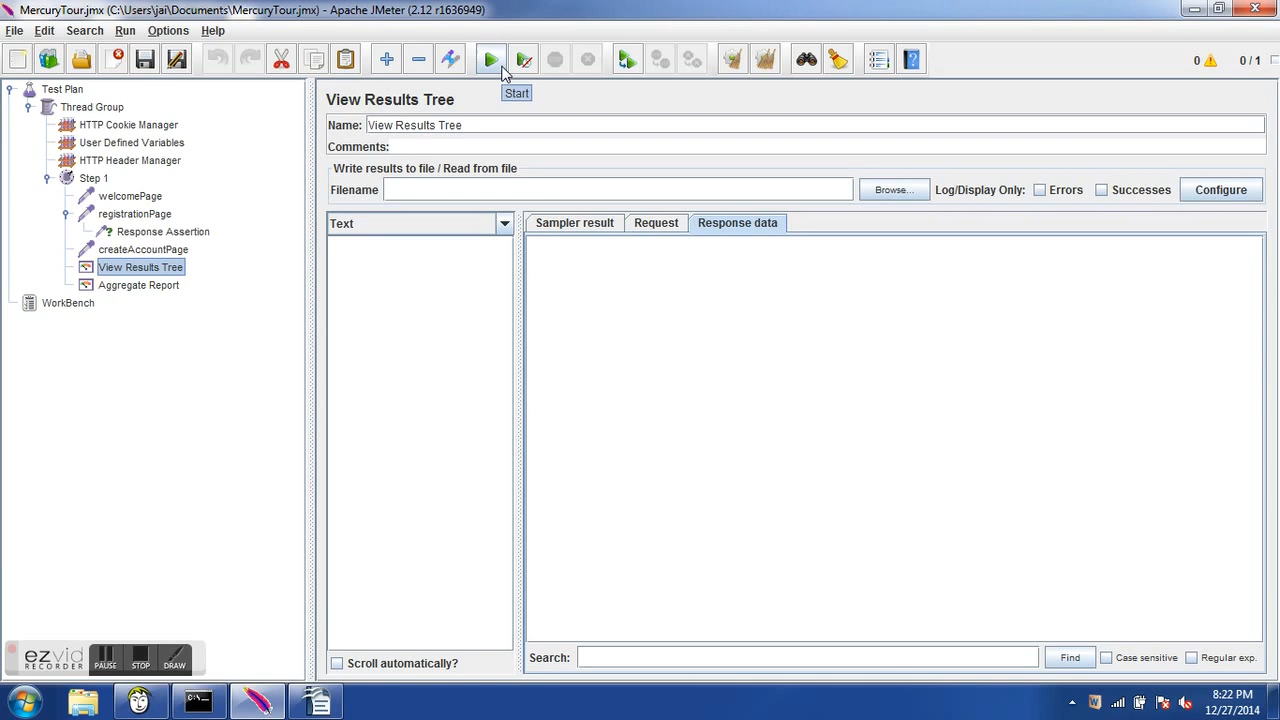 MercuryTour.jmx (C:\Users\jai\Documents\MercuryTour.jmx) - Apache JMeter (2.12 r1636949)
File Edit Search Run Options Help
0 0 / 1
Start
Test Plan
Thread Group
HTTP Cookie Manager
User Defined Variables
HTTP Header Manager
Step 1
welcomePage
registrationPage
Response Assertion
createAccountPage
View Results Tree
Aggregate Report
WorkBench
View Results Tree
Name: View Results Tree
Comments:
Write results to file / Read from file
Filename Browse... Log/Display Only: Errors Successes Configure
Text
Sampler result Request Response data
Scroll automatically?
Search: Find Case sensitive Regular exp.
ezvid
RECORDER
PAUSE STOP DRAW
C:\.
8:22 PM
12/27/2014